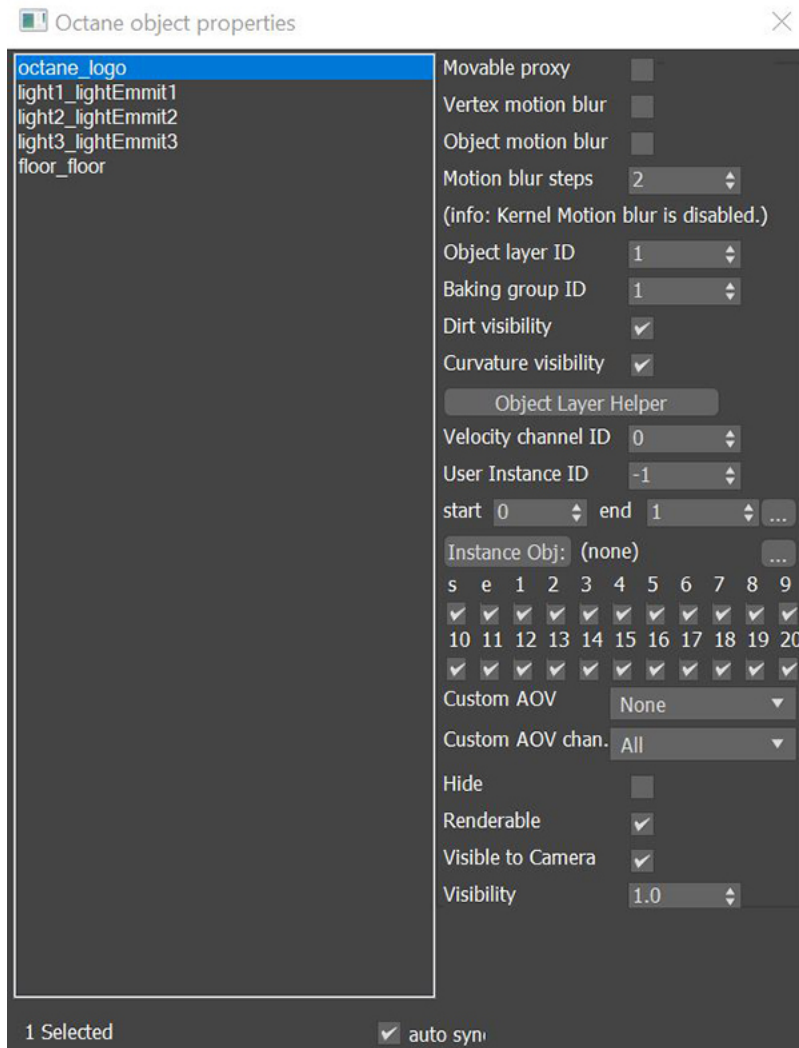 Octane object properties
octane_logo
light1_lightEmmit1
light2_lightEmmit2
light3_lightEmmit3
floor_floor
Movable proxy
Vertex motion blur
Object motion blur
Motion blur steps 2
(info: Kernel Motion blur is disabled.)
Object layer ID 1
Baking group ID 1
Dirt visibility
Curvature visibility
Object Layer Helper
Velocity channel ID 0
User Instance ID -1
start 0 end 1 ...
Instance Obj: (none) ...
s e 1 2 3 4 5 6 7 8 9
10 11 12 13 14 15 16 17 18 19 20
Custom AOV None
Custom AOV chan. All
Hide
Renderable
Visible to Camera
Visibility 1.0
1 Selected
auto syn